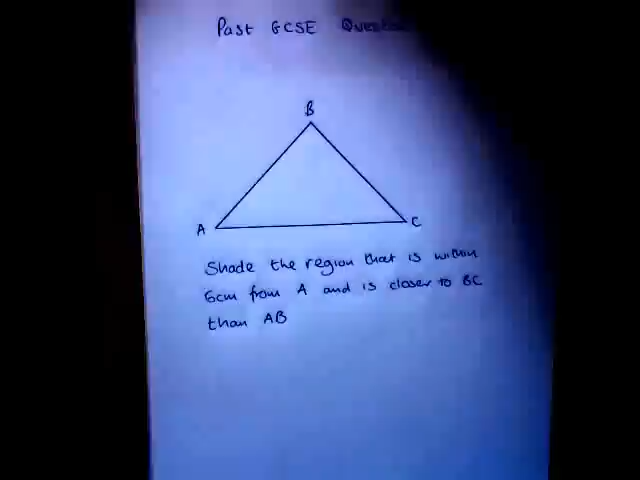 Past GCSE
B
A
C
Shade the region that is within
6cm from A and is closer to BC
than AB